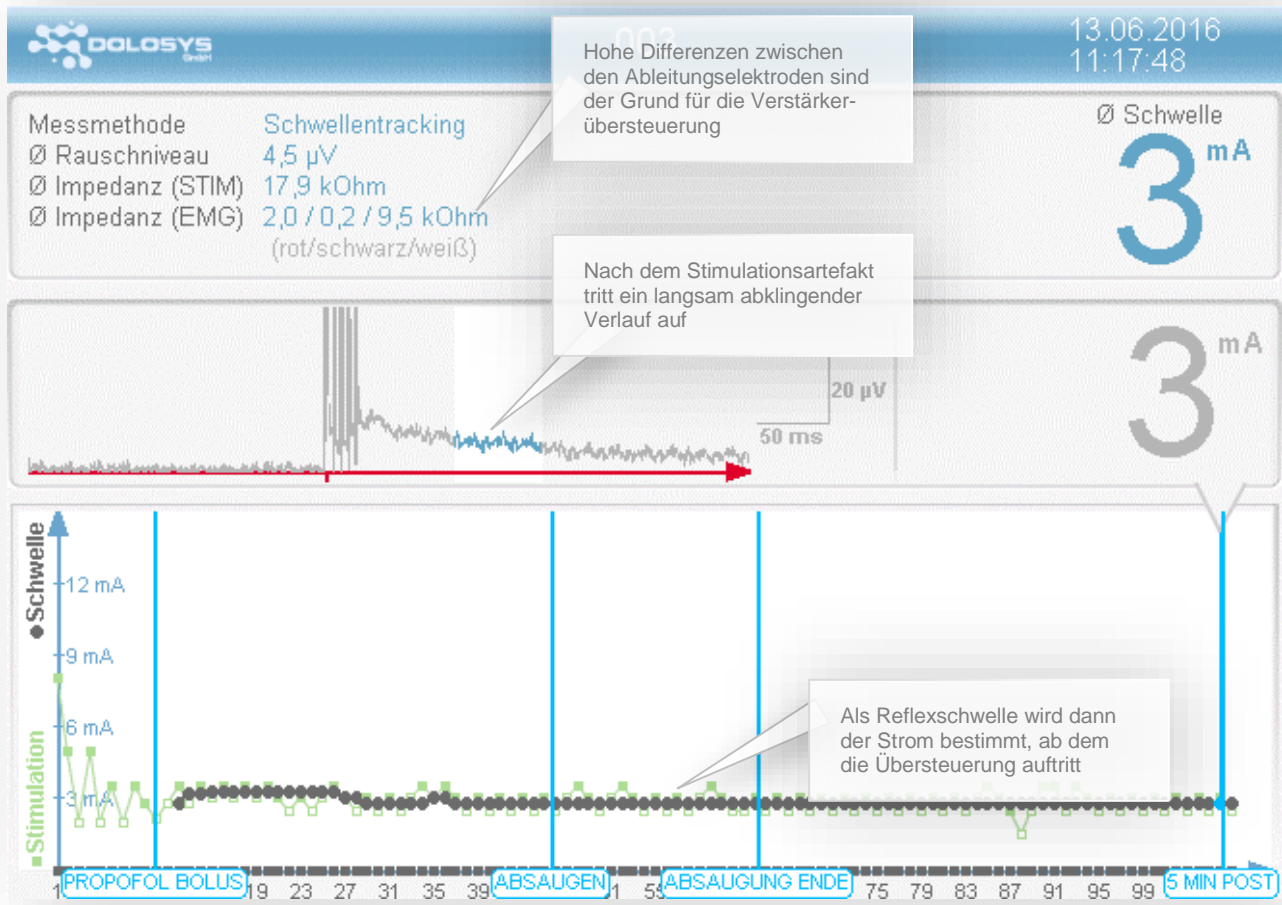 DOLOSYS
GmbH
003
13.06.2016
11:17:48
Hohe Differenzen zwischen
den Ableitungselektroden sind
der Grund für die Verstärker-
übersteuerung
Messmethode Schwellentracking
Ø Rauschniveau 4,5 µV
Ø Impedanz (STIM) 17,9 kOhm
Ø Impedanz (EMG) 2,0 / 0,2 / 9,5 kOhm
(rot/schwarz/weiß)
Ø Schwelle
3 mA
Nach dem Stimulationsartefakt
tritt ein langsam abklingender
Verlauf auf
20 µV
50 ms
3 mA
Schwelle
Stimulation
12 mA
9 mA
6 mA
3 mA
Als Reflexschwelle wird dann
der Strom bestimmt, ab dem
die Übersteuerung auftritt
1 PROPOFOL BOLUS 19 23 27 31 35 39 ABSAUGEN 1 55 ABSAUGUNG ENDE 75 79 83 87 91 95 99 5 MIN POST